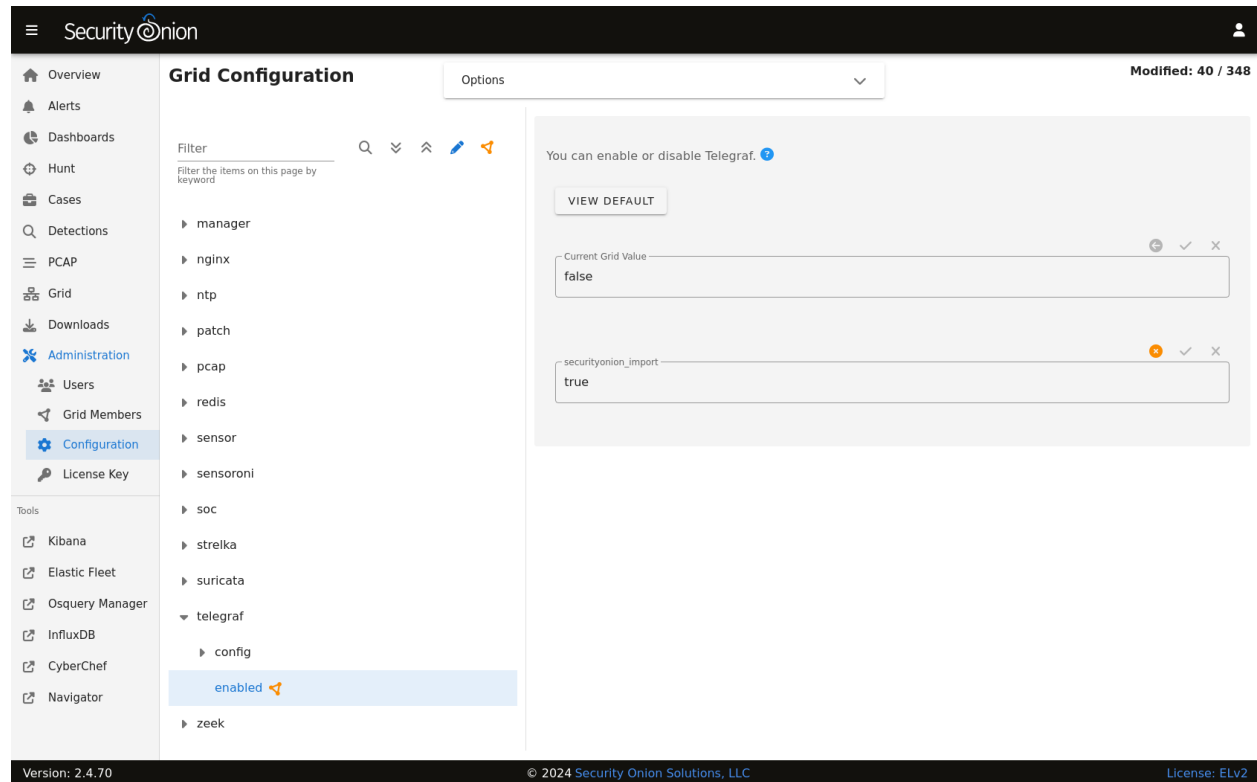 Security Onion
Overview
Alerts
Dashboards
Hunt
Cases
Detections
PCAP
Grid
Downloads
Administration
Users
Grid Members
Configuration
License Key
Tools
Kibana
Elastic Fleet
Osquery Manager
InfluxDB
CyberChef
Navigator
Grid Configuration
Options
Modified: 40 / 348
Filter
Filter the items on this page by
keyword
manager
nginx
ntp
patch
pcap
redis
sensor
sensoroni
soc
strelka
suricata
telegraf
config
enabled
zeek
You can enable or disable Telegraf. ?
VIEW DEFAULT
Current Grid Value
false
securityonion_import
true
Version: 2.4.70
© 2024 Security Onion Solutions, LLC
License: ELv2